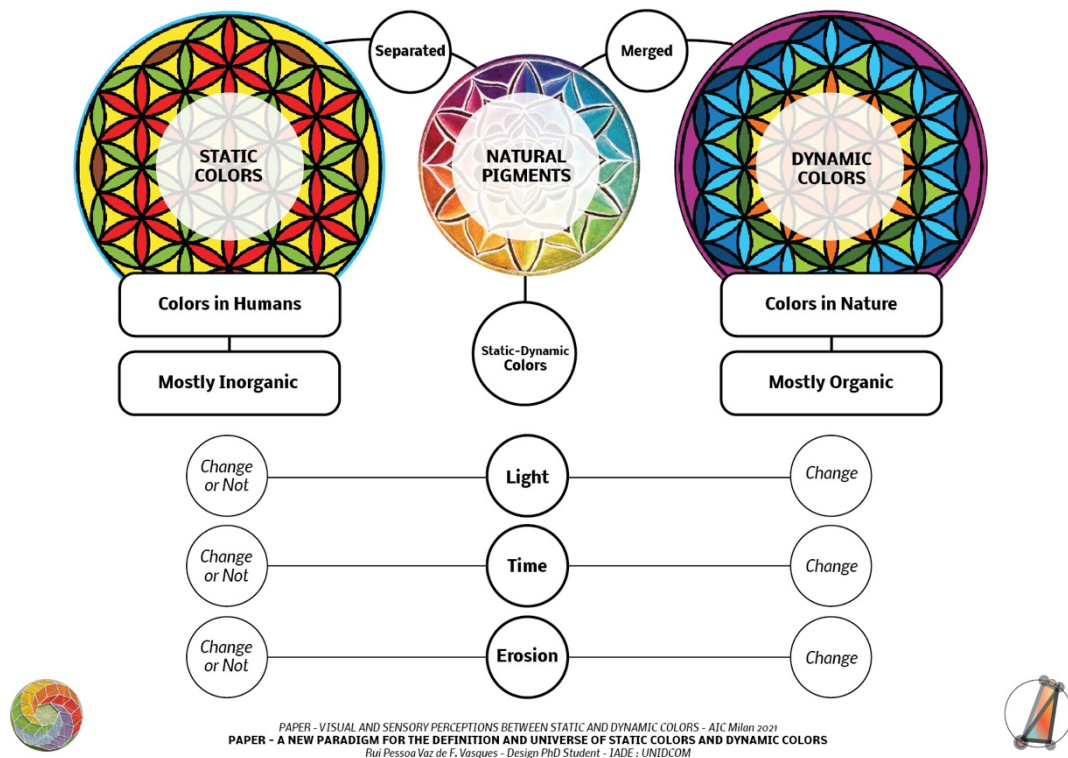 Separated
Merged
STATIC
COLORS
NATURAL
PIGMENTS
DYNAMIC
COLORS
Colors in Humans
Colors in Nature
Static-Dynamic
Colors
Mostly Inorganic
Mostly Organic
Change
or Not
Light
Change
Change
or Not
Time
Change
Change
or Not
Erosion
Change
PAPER - VISUAL AND SENSORY PERCEPTIONS BETWEEN STATIC AND DYNAMIC COLORS - AIC Milan 2021
PAPER - A NEW PARADIGM FOR THE DEFINITION AND UNIVERSE OF STATIC COLORS AND DYNAMIC COLORS
Rui Pessoa Vaz de F. Vasques - Design PhD Student - IADE : UNIDCOM